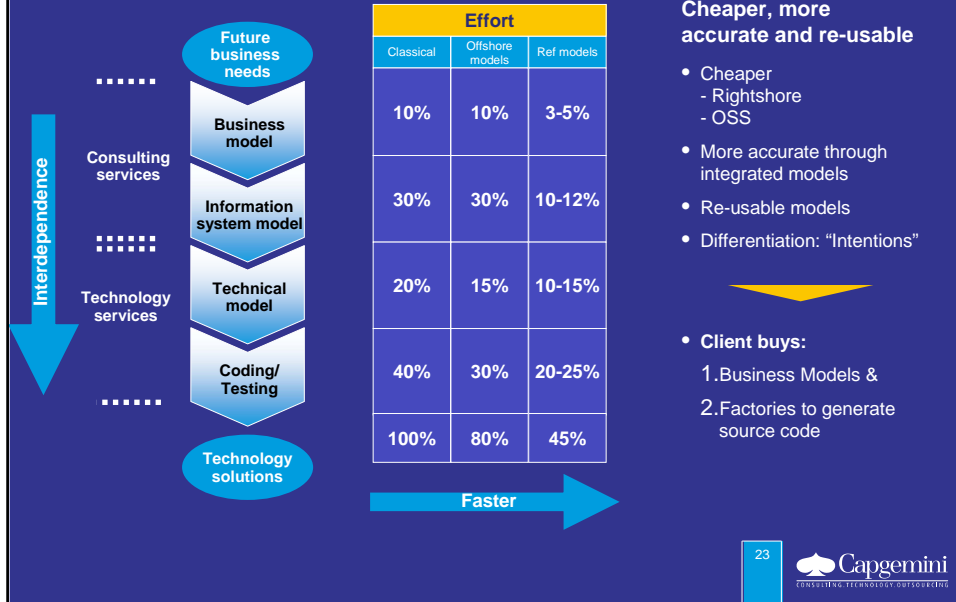 Future
business
needs
Business
model
Information
system model
Technical
model
Coding/
Testing
Technology
solutions
Interdependence
Consulting
services
Technology
services
Effort
Classical
Offshore
models
Ref models
10%
10%
3-5%
30%
30%
10-12%
20%
15%
10-15%
40%
30%
20-25%
100%
80%
45%
Faster
Cheaper, more
accurate and re-usable
• Cheaper
- Rightshore
- OSS
• More accurate through
integrated models
• Re-usable models
• Differentiation: “Intentions”
• Client buys:
1.Business Models &
2.Factories to generate
source code
23
Capgemini
CONSULTING.TECHNOLOGY.OUTSOURCING